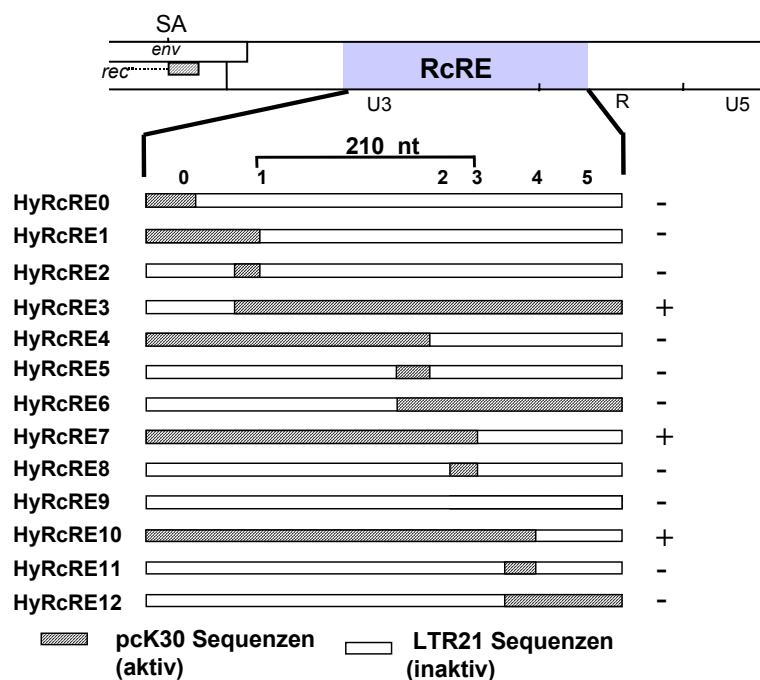 SA
env
rec
RcRE
U3
R
U5
210 nt
0 1 2 3 4 5
HyRcRE0 -
HyRcRE1 -
HyRcRE2 -
HyRcRE3 +
HyRcRE4 -
HyRcRE5 -
HyRcRE6 -
HyRcRE7 +
HyRcRE8 -
HyRcRE9 -
HyRcRE10 +
HyRcRE11 -
HyRcRE12 -
pcK30 Sequenzen
(aktiv)
LTR21 Sequenzen
(inaktiv)